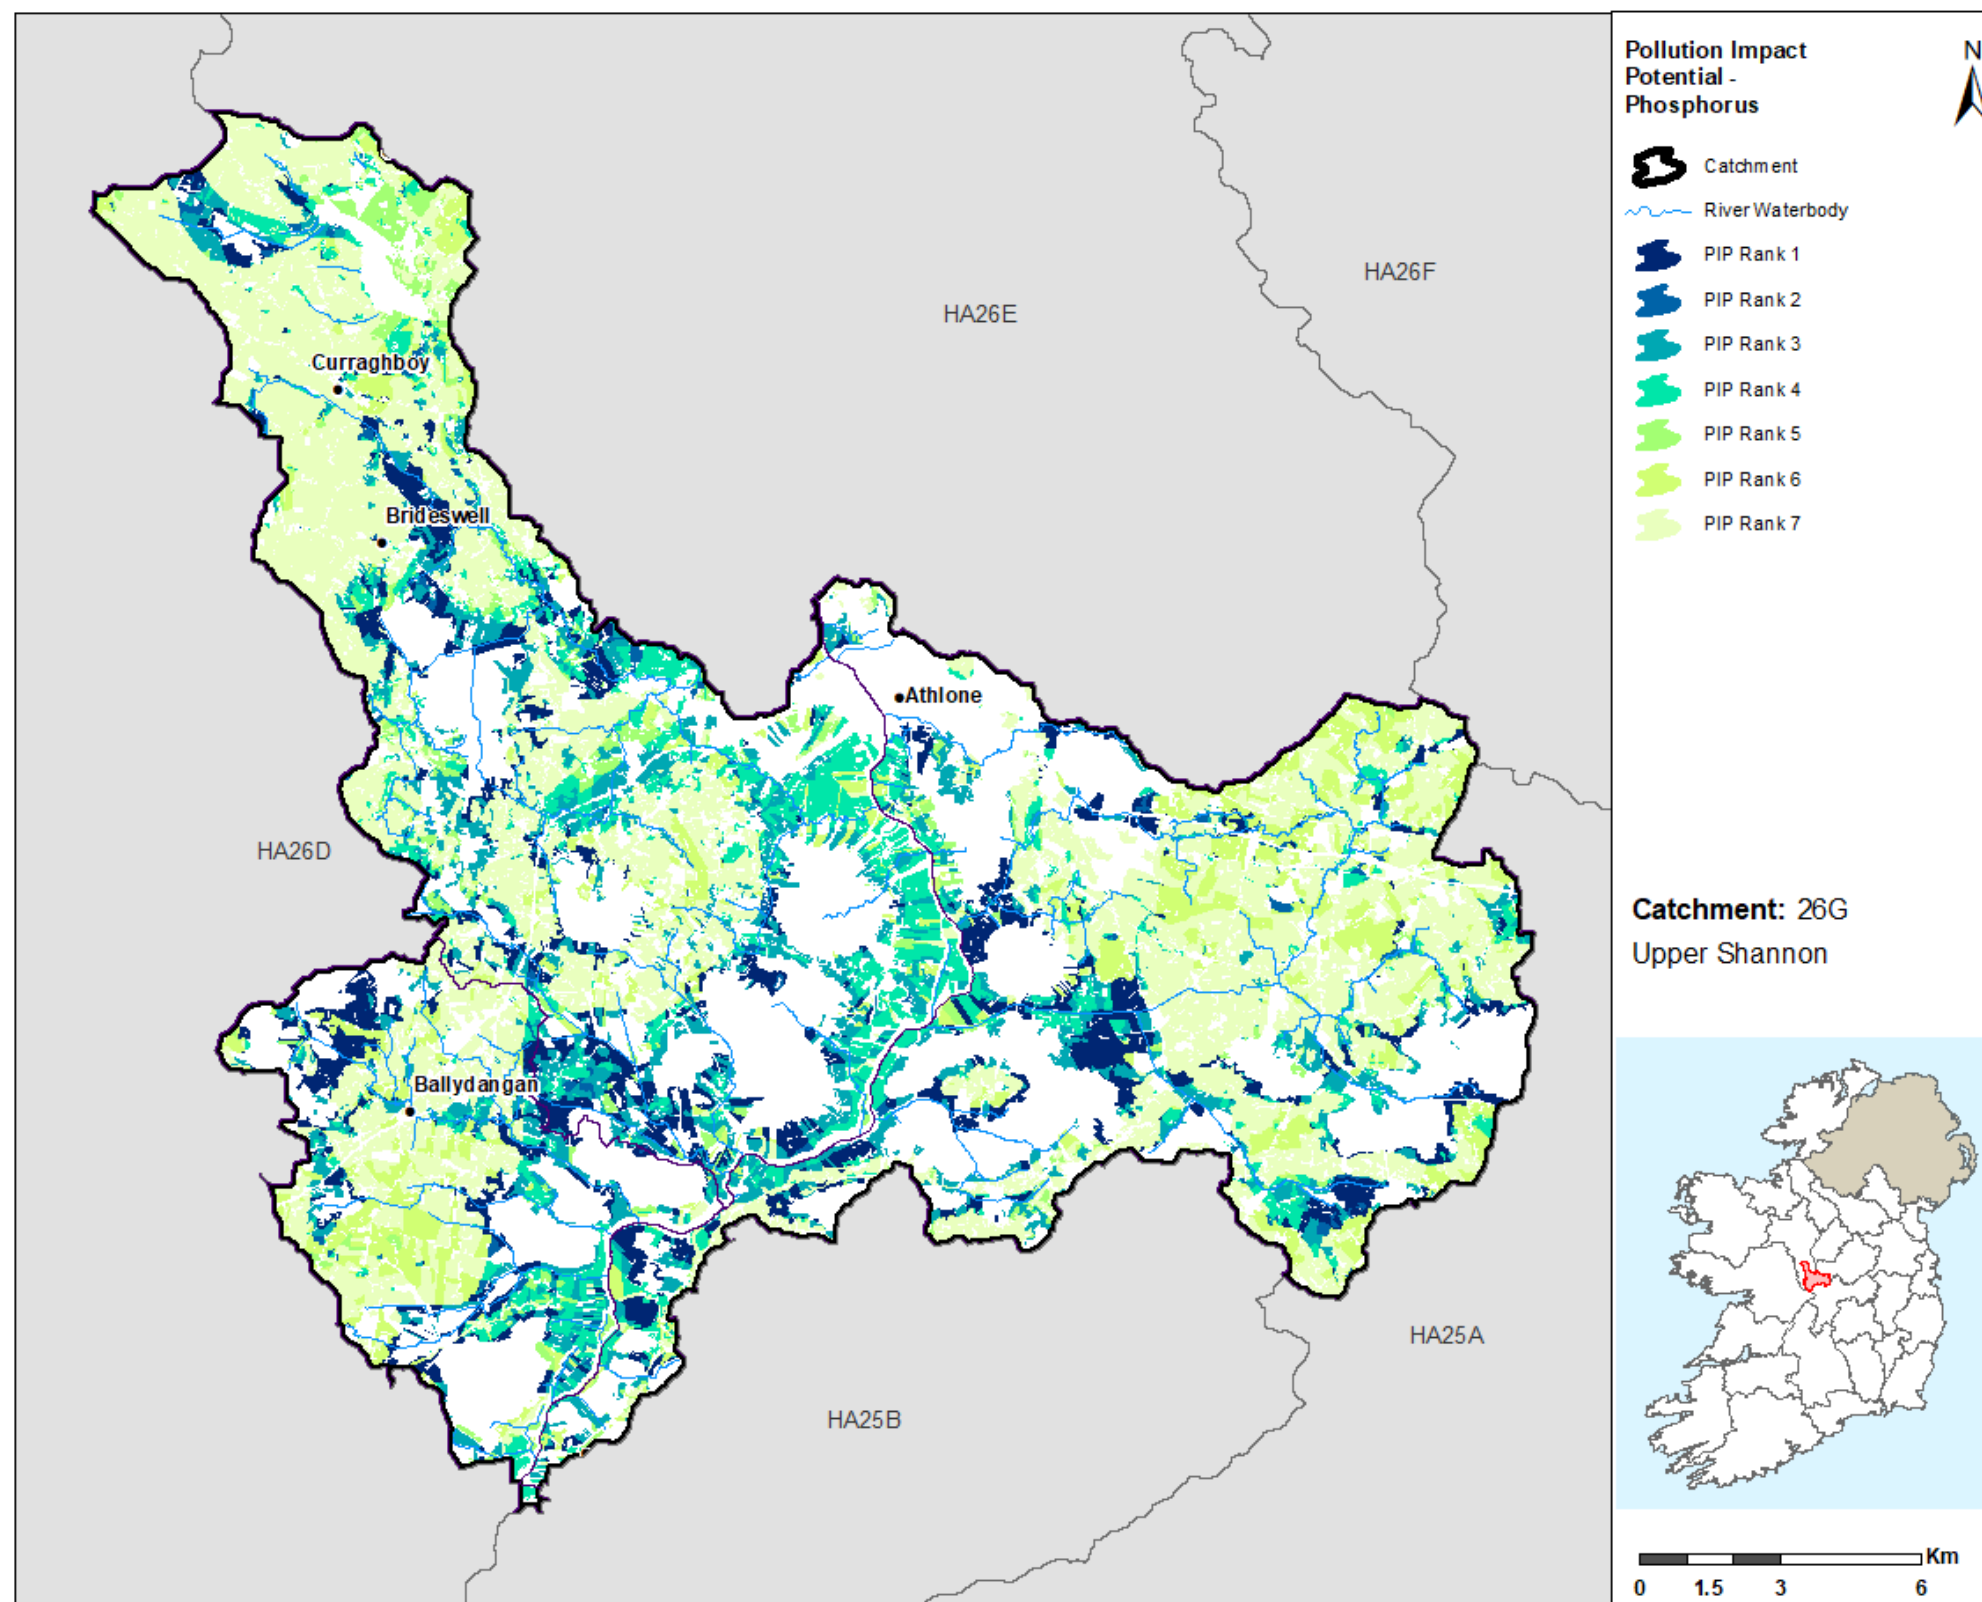 Pollution Impact
Potential -
Phosphorus
N
Catchment
River Waterbody
PIP Rank 1
PIP Rank 2
PIP Rank 3
PIP Rank 4
PIP Rank 5
PIP Rank 6
PIP Rank 7
HA26F
HA26E
Curraghboy
Brideswell
Athlone
HA26D
Ballydangan
HA25A
HA25B
Catchment: 26G
Upper Shannon
Km
0 1.5 3 6